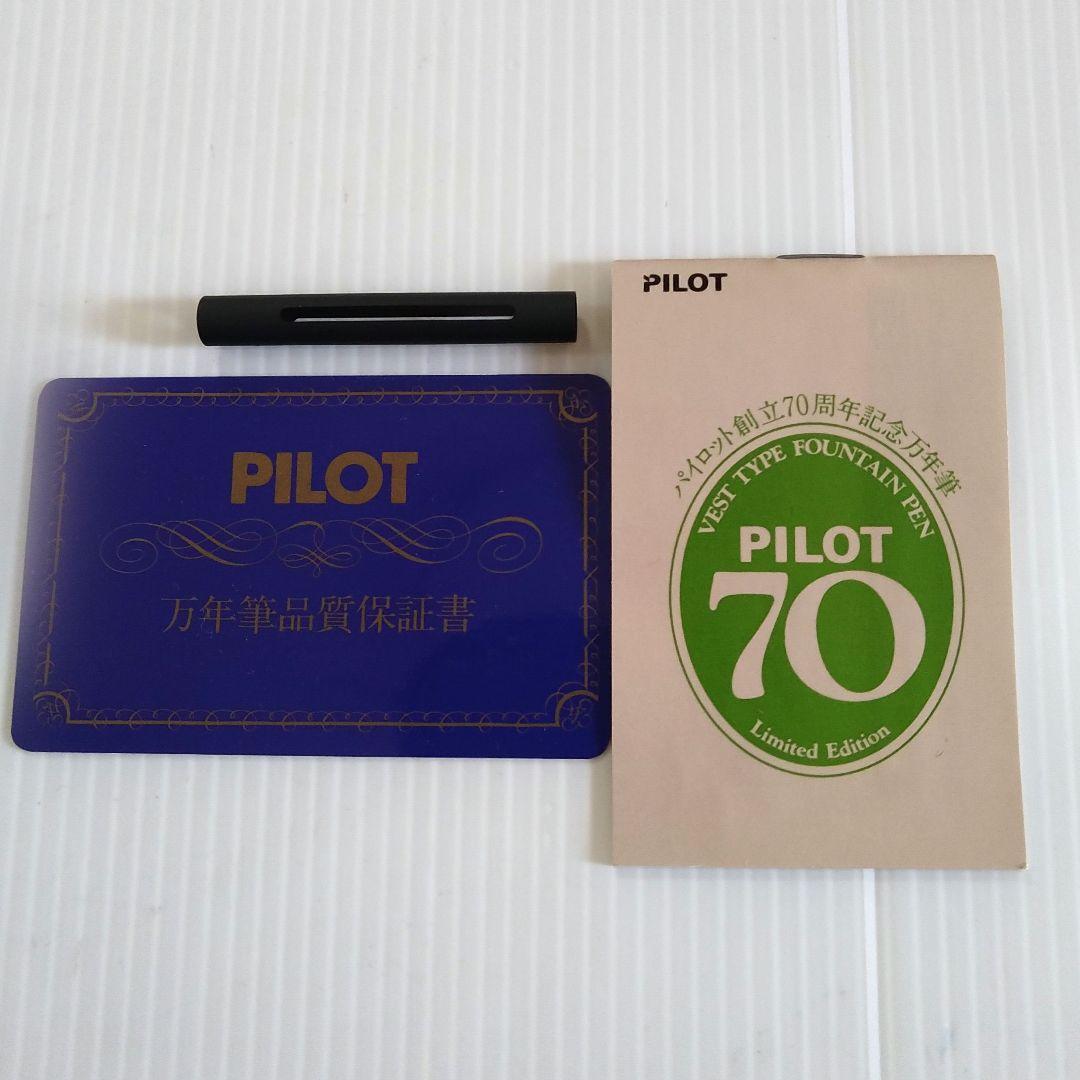 PILOT
万年筆品質保証書
PILOT
パイロット創立70周年記念万年筆
VEST TYPE FOUNTAIN PEN
PILOT
70
Limited Edition